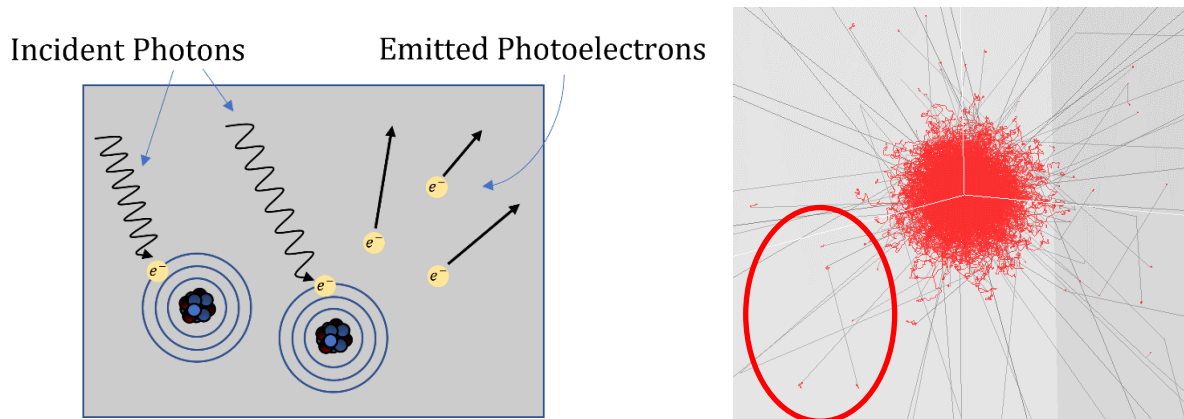 Incident Photons
Emitted Photoelectrons
e⁻
e⁻
e⁻
e⁻
e⁻